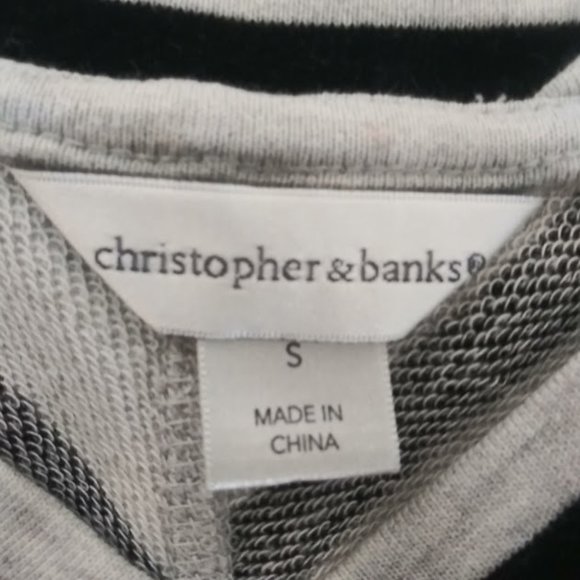 christopher & banks®
S
MADE IN
CHINA